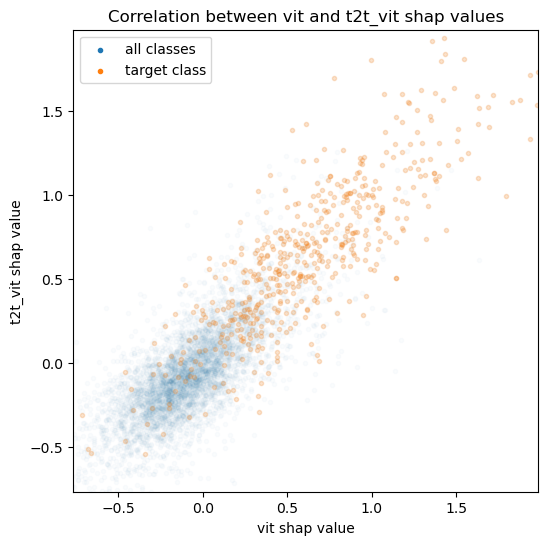 Correlation between vit and t2t_vit shap values
all classes
target class
t2t_vit shap value
1.5
1.0
0.5
0.0
−0.5
−0.5
0.0
0.5
1.0
1.5
vit shap value